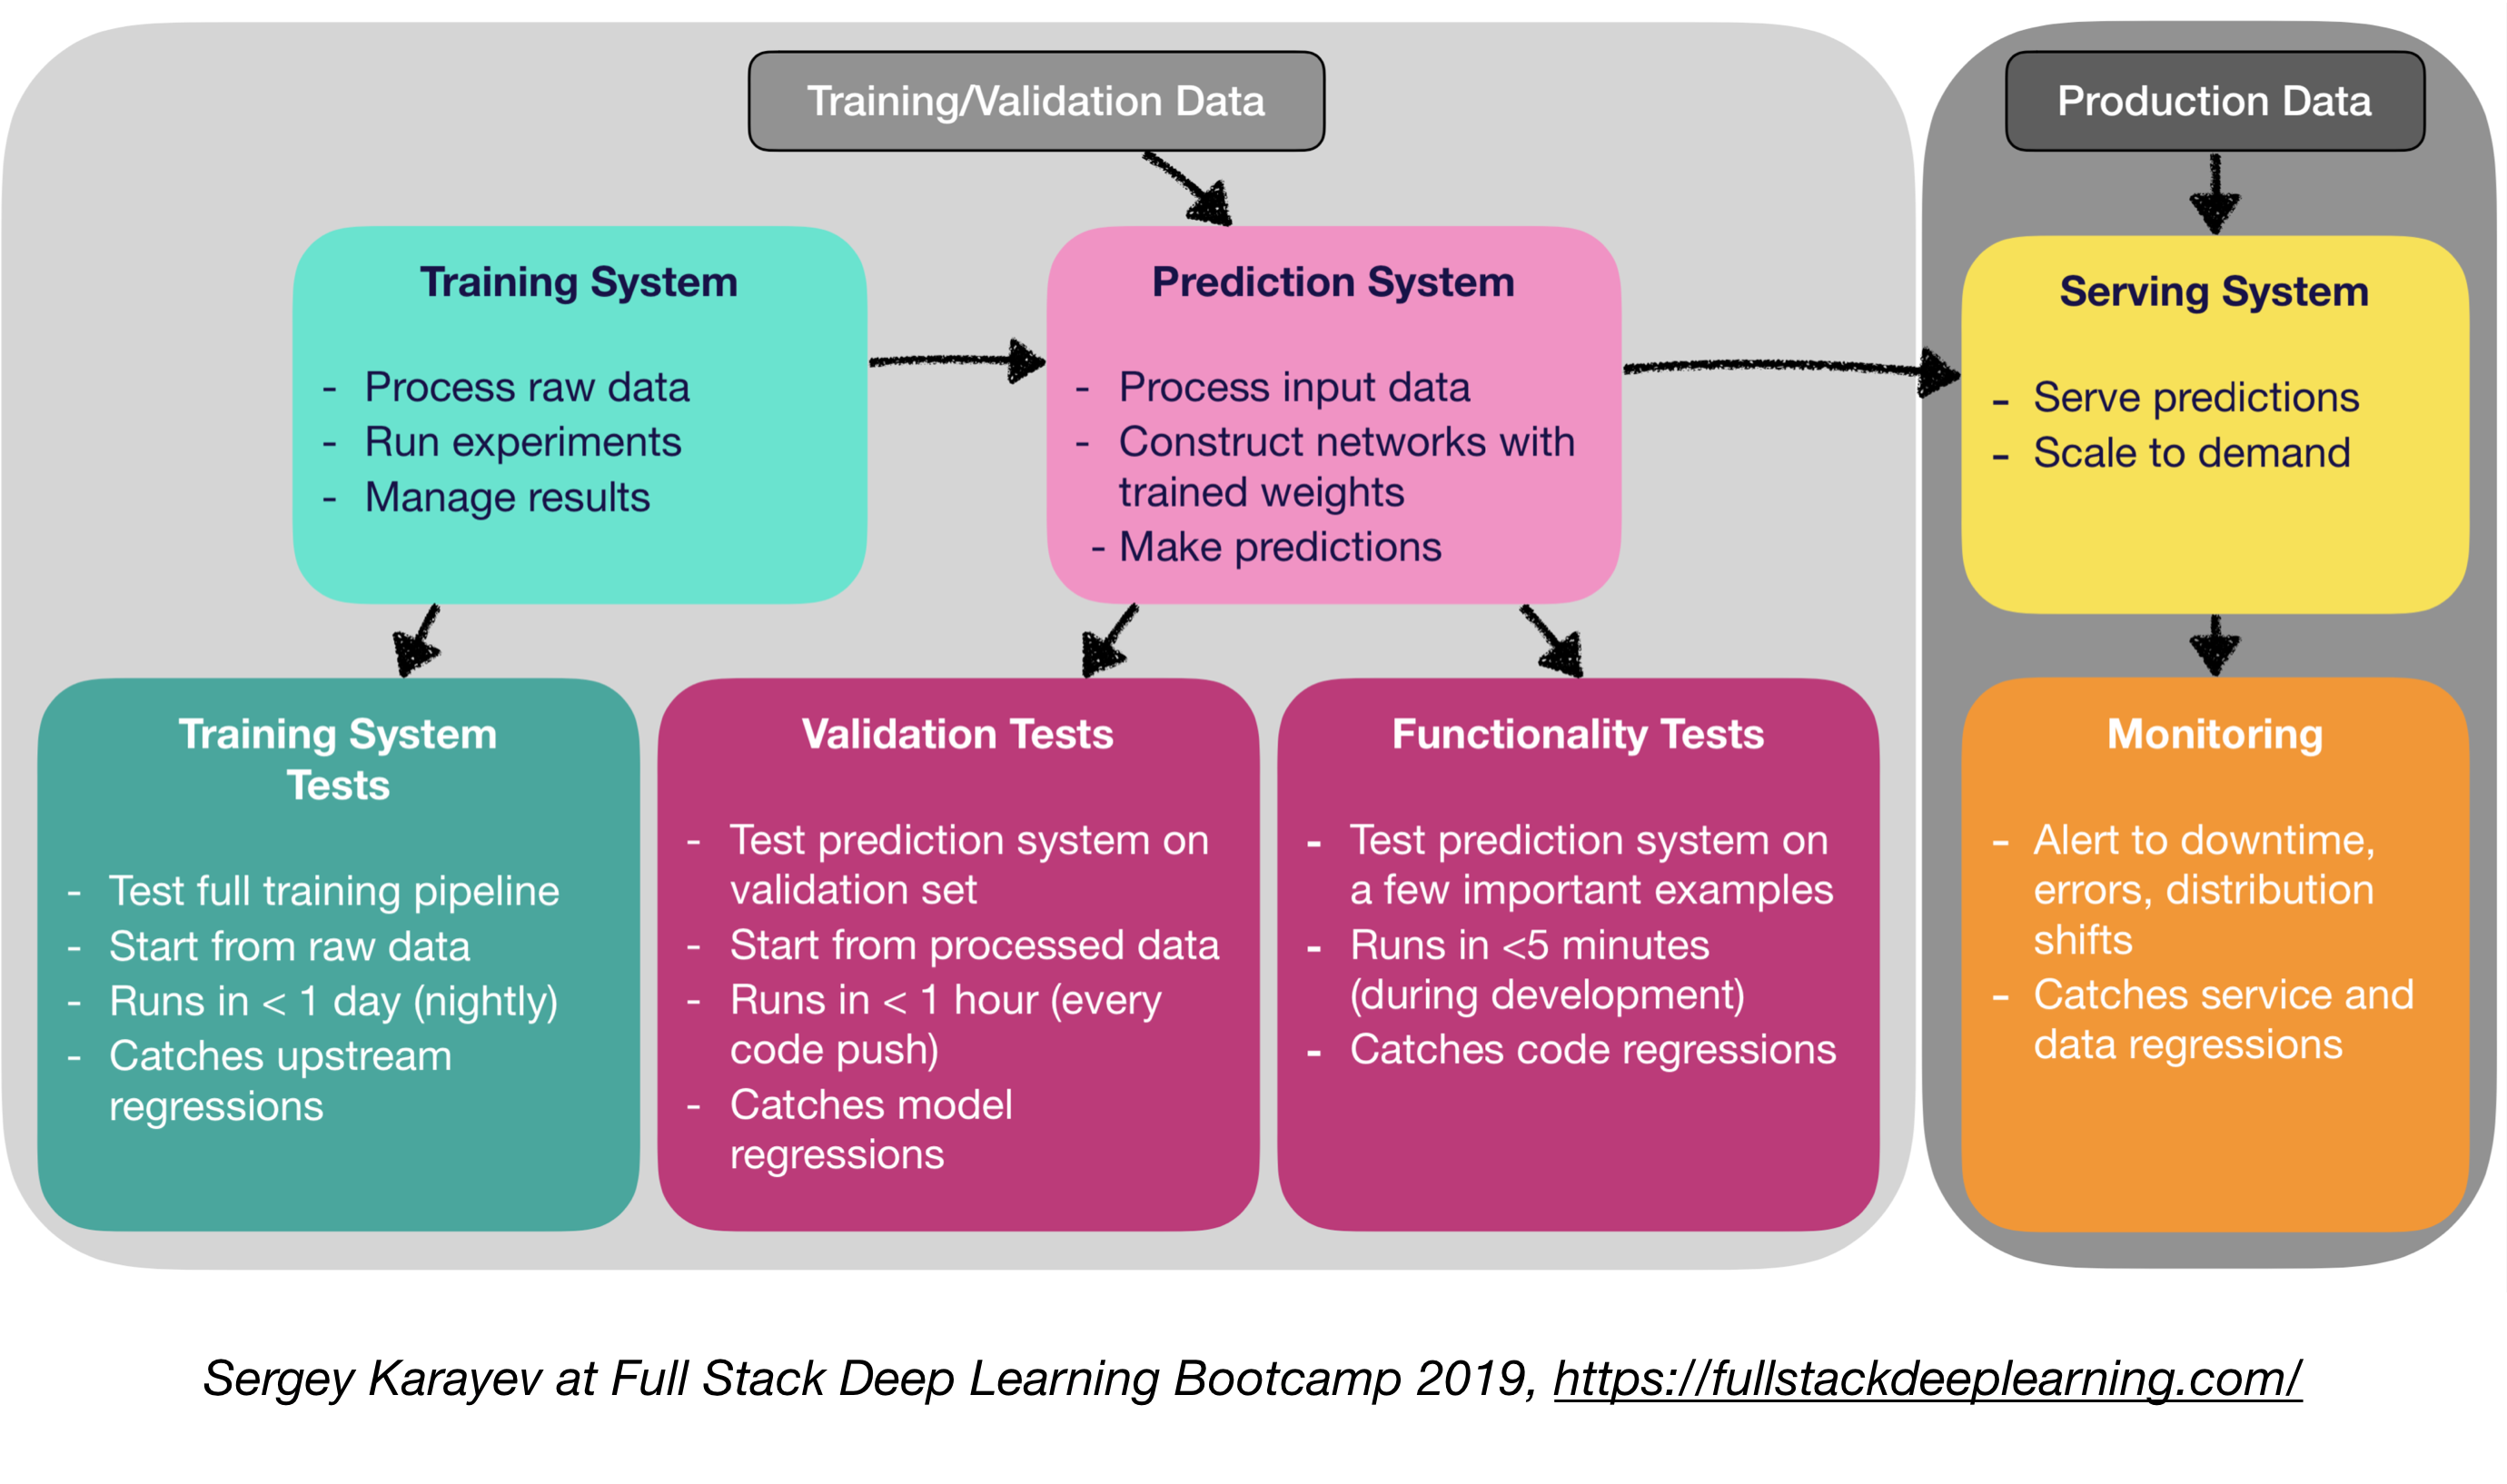 Training/Validation Data
Production Data
Training System
- Process raw data
- Run experiments
- Manage results
Prediction System
- Process input data
- Construct networks with
trained weights
- Make predictions
Serving System
- Serve predictions
- Scale to demand
Training System
Tests
- Test full training pipeline
- Start from raw data
- Runs in < 1 day (nightly)
- Catches upstream
regressions
Validation Tests
- Test prediction system on
validation set
- Start from processed data
- Runs in < 1 hour (every
code push)
- Catches model
regressions
Functionality Tests
- Test prediction system on
a few important examples
- Runs in <5 minutes
(during development)
- Catches code regressions
Monitoring
- Alert to downtime,
errors, distribution
shifts
- Catches service and
data regressions
Sergey Karayev at Full Stack Deep Learning Bootcamp 2019, https://fullstackdeeplearning.com/